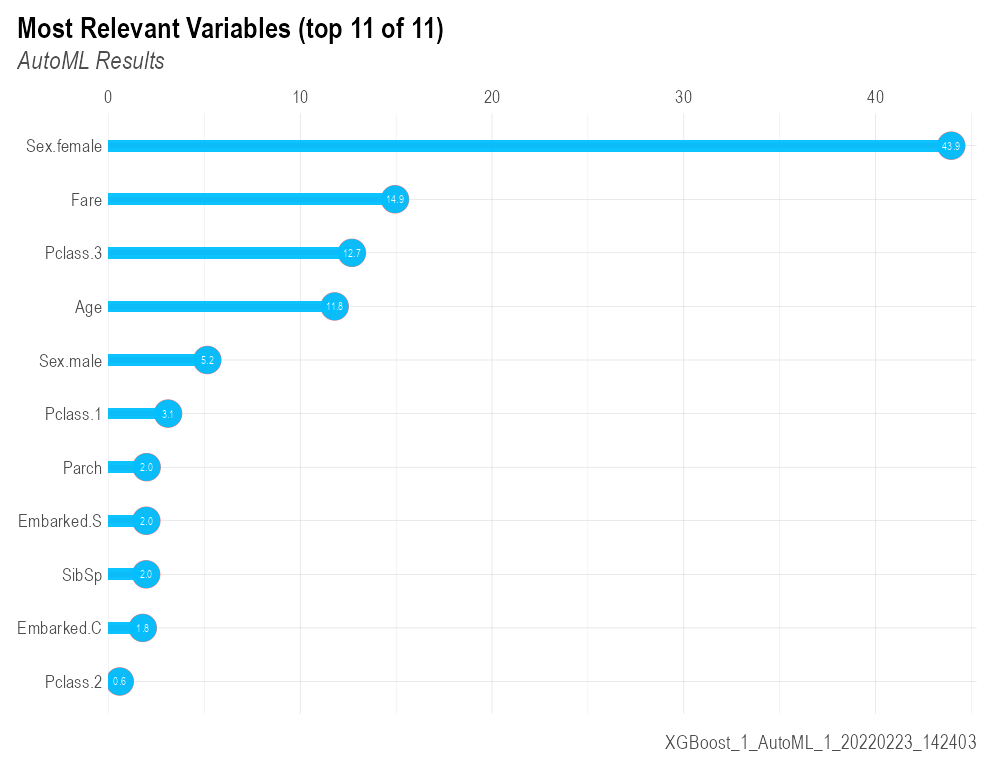 Most Relevant Variables (top 11 of 11)
AutoML Results
0 10 20 30 40
Sex.female 43.9
Fare 14.9
Pclass.3 12.7
Age 11.8
Sex.male 5.2
Pclass.1 3.1
Parch 2.0
Embarked.S 2.0
SibSp 2.0
Embarked.C 1.8
Pclass.2 0.6
XGBoost_1_AutoML_1_20220223_142403